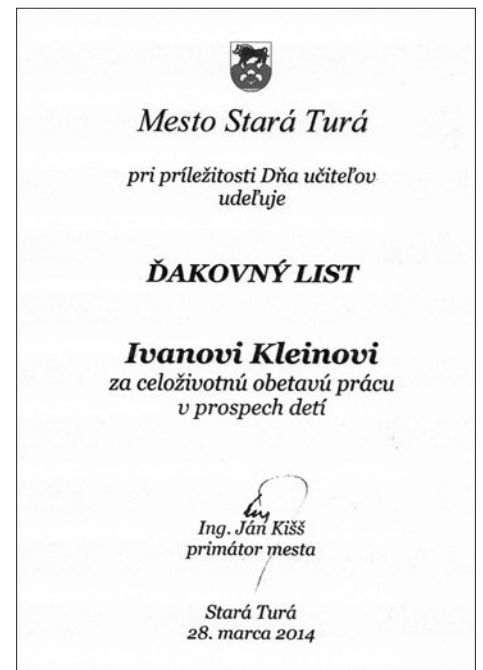 Mesto Stará Turá
pri príležitosti Dňa učiteľov
udeľuje
ĎAKOVNÝ LIST
Ivanovi Kleinovi
za celoživotnú obetavú prácu
v prospech detí
Ing. Ján Kišš
primátor mesta
Stará Turá
28. marca 2014